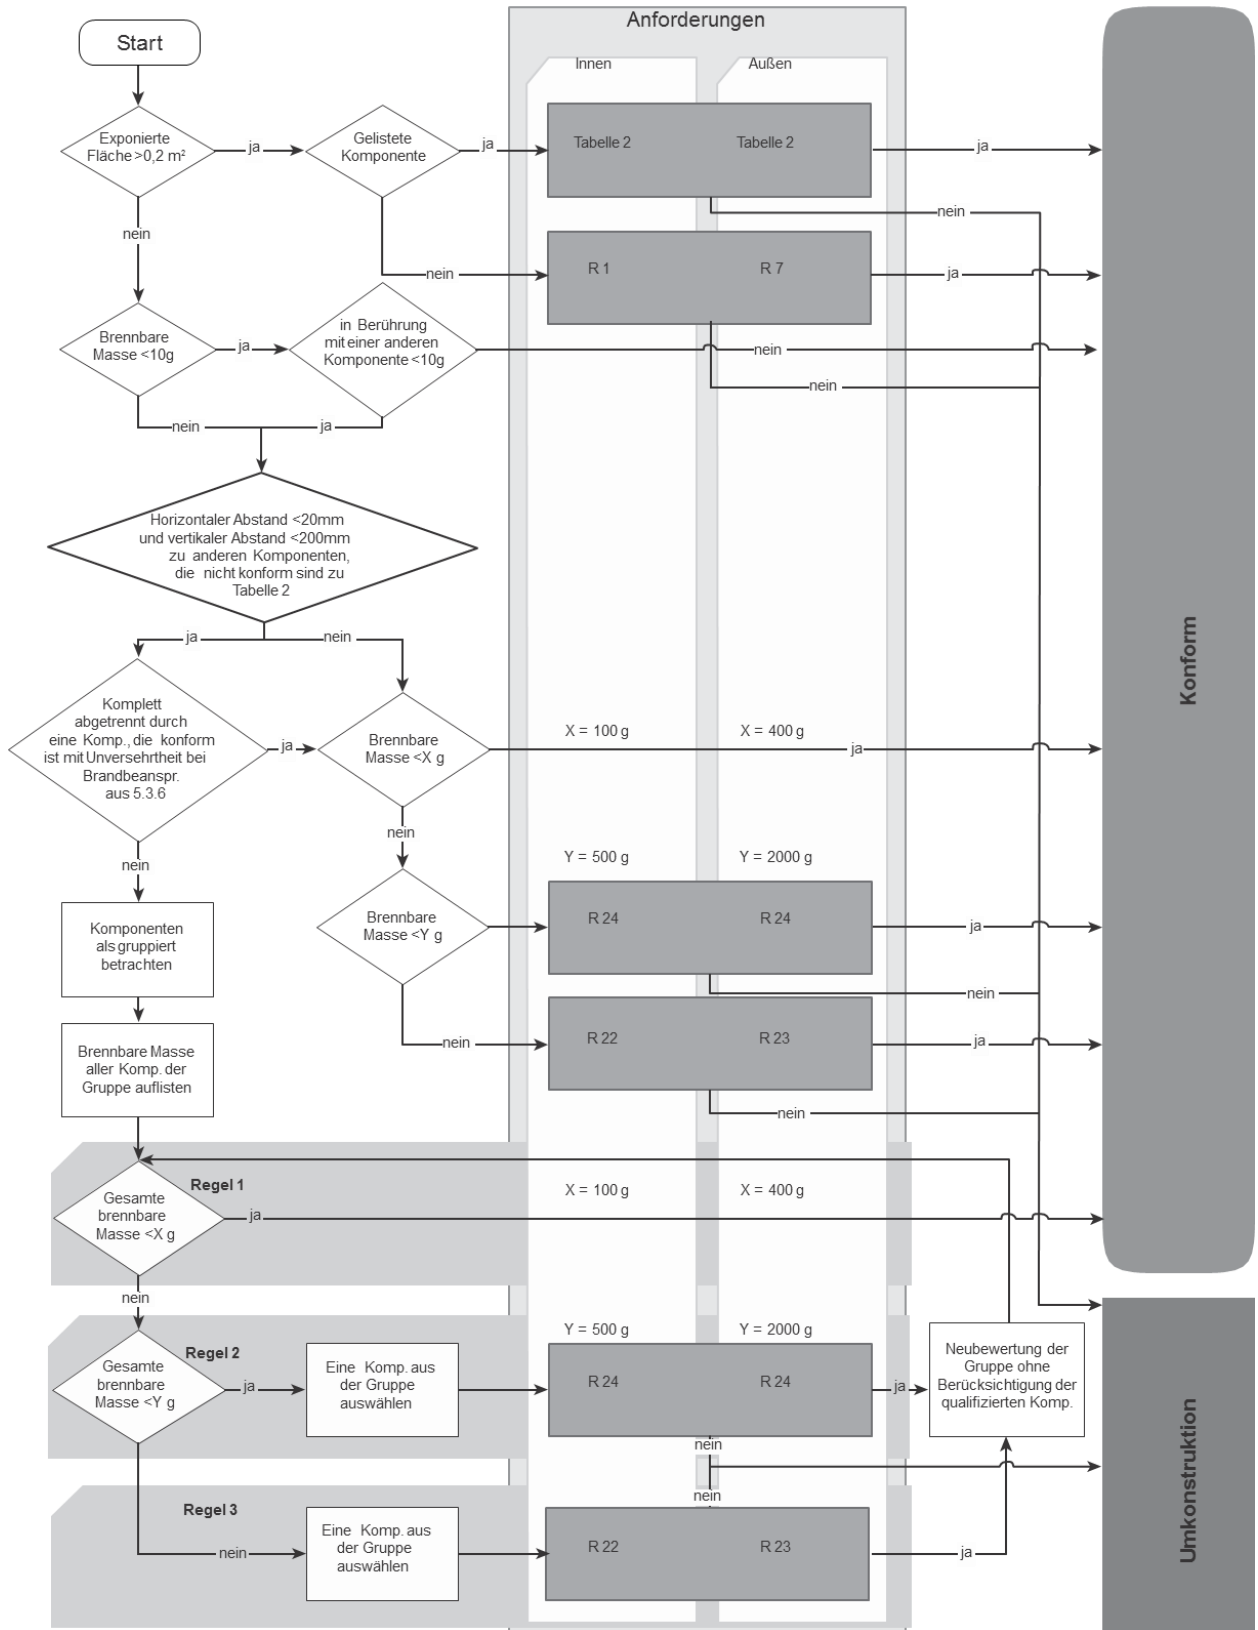 Anforderungen
Start
Innen
Außen
Exponierte
Fläche >0,2 m²
ja
Gelistete
Komponente
ja
Tabelle 2
Tabelle 2
ja
nein
nein
nein
R 1
R 7
ja
Brennbare
Masse <10g
ja
in Berührung
mit einer anderen
Komponente <10g
nein
nein
nein
ja
Horizontaler Abstand <20mm
und vertikaler Abstand <200mm
zu anderen Komponenten,
die nicht konform sind zu
Tabelle 2
ja
nein
Komplett
abgetrennt durch
eine Komp., die konform
ist mit Unversehrtheit bei
Brandbeanspr.
aus 5.3.6
ja
Brennbare
Masse <X g
X = 100 g
X = 400 g
ja
nein
nein
Y = 500 g
Y = 2000 g
Komponenten
als gruppiert
betrachten
Brennbare
Masse <Y g
R 24
R 24
ja
nein
Brennbare Masse
aller Komp. der
Gruppe auflisten
nein
R 22
R 23
ja
nein
Regel 1
Gesamte
brennbare
Masse <X g
ja
X = 100 g
X = 400 g
nein
Regel 2
Gesamte
brennbare
Masse <Y g
ja
Eine Komp. aus
der Gruppe
auswählen
Y = 500 g
Y = 2000 g
R 24
R 24
ja
Neubewertung der
Gruppe ohne
Berücksichtigung der
qualifizierten Komp.
nein
nein
Regel 3
nein
Eine Komp. aus
der Gruppe
auswählen
R 22
R 23
ja
Konform
Umkonstruktion